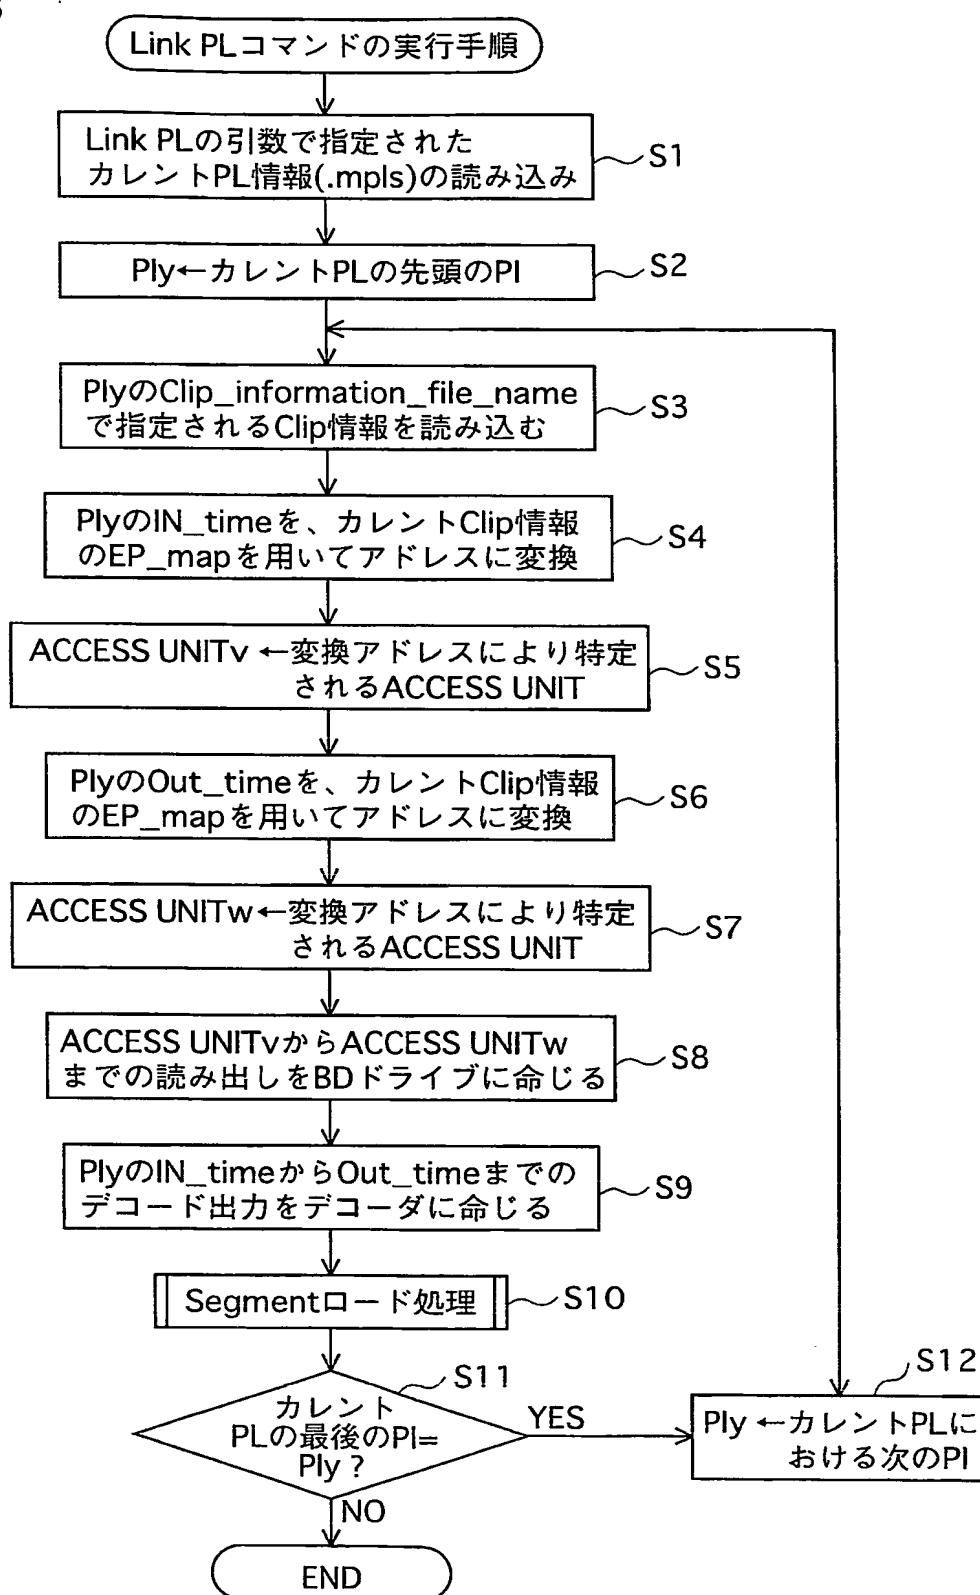 Link PLコマンドの実行手順
Link PLの引数で指定された
カレントPL情報(.mpls)の読み込み
S1
PIy←カレントPLの先頭のPI
S2
PIyのClip_information_file_name
で指定されるClip情報を読み込む
S3
PIyのIN_timeを、カレントClip情報
のEP_mapを用いてアドレスに変換
S4
ACCESS UNITv ←変換アドレスにより特定
されるACCESS UNIT
S5
PIyのOut_timeを、カレントClip情報
のEP_mapを用いてアドレスに変換
S6
ACCESS UNITw←変換アドレスにより特定
されるACCESS UNIT
S7
ACCESS UNITvからACCESS UNITw
までの読み出しをBDドライブに命じる
S8
PIyのIN_timeからOut_timeまでの
デコード出力をデコーダに命じる
S9
Segmentロード処理
S10
S11
カレント
PLの最後のPI=
PIy ?
YES
NO
S12
PIy ←カレントPLに
おける次のPI
END